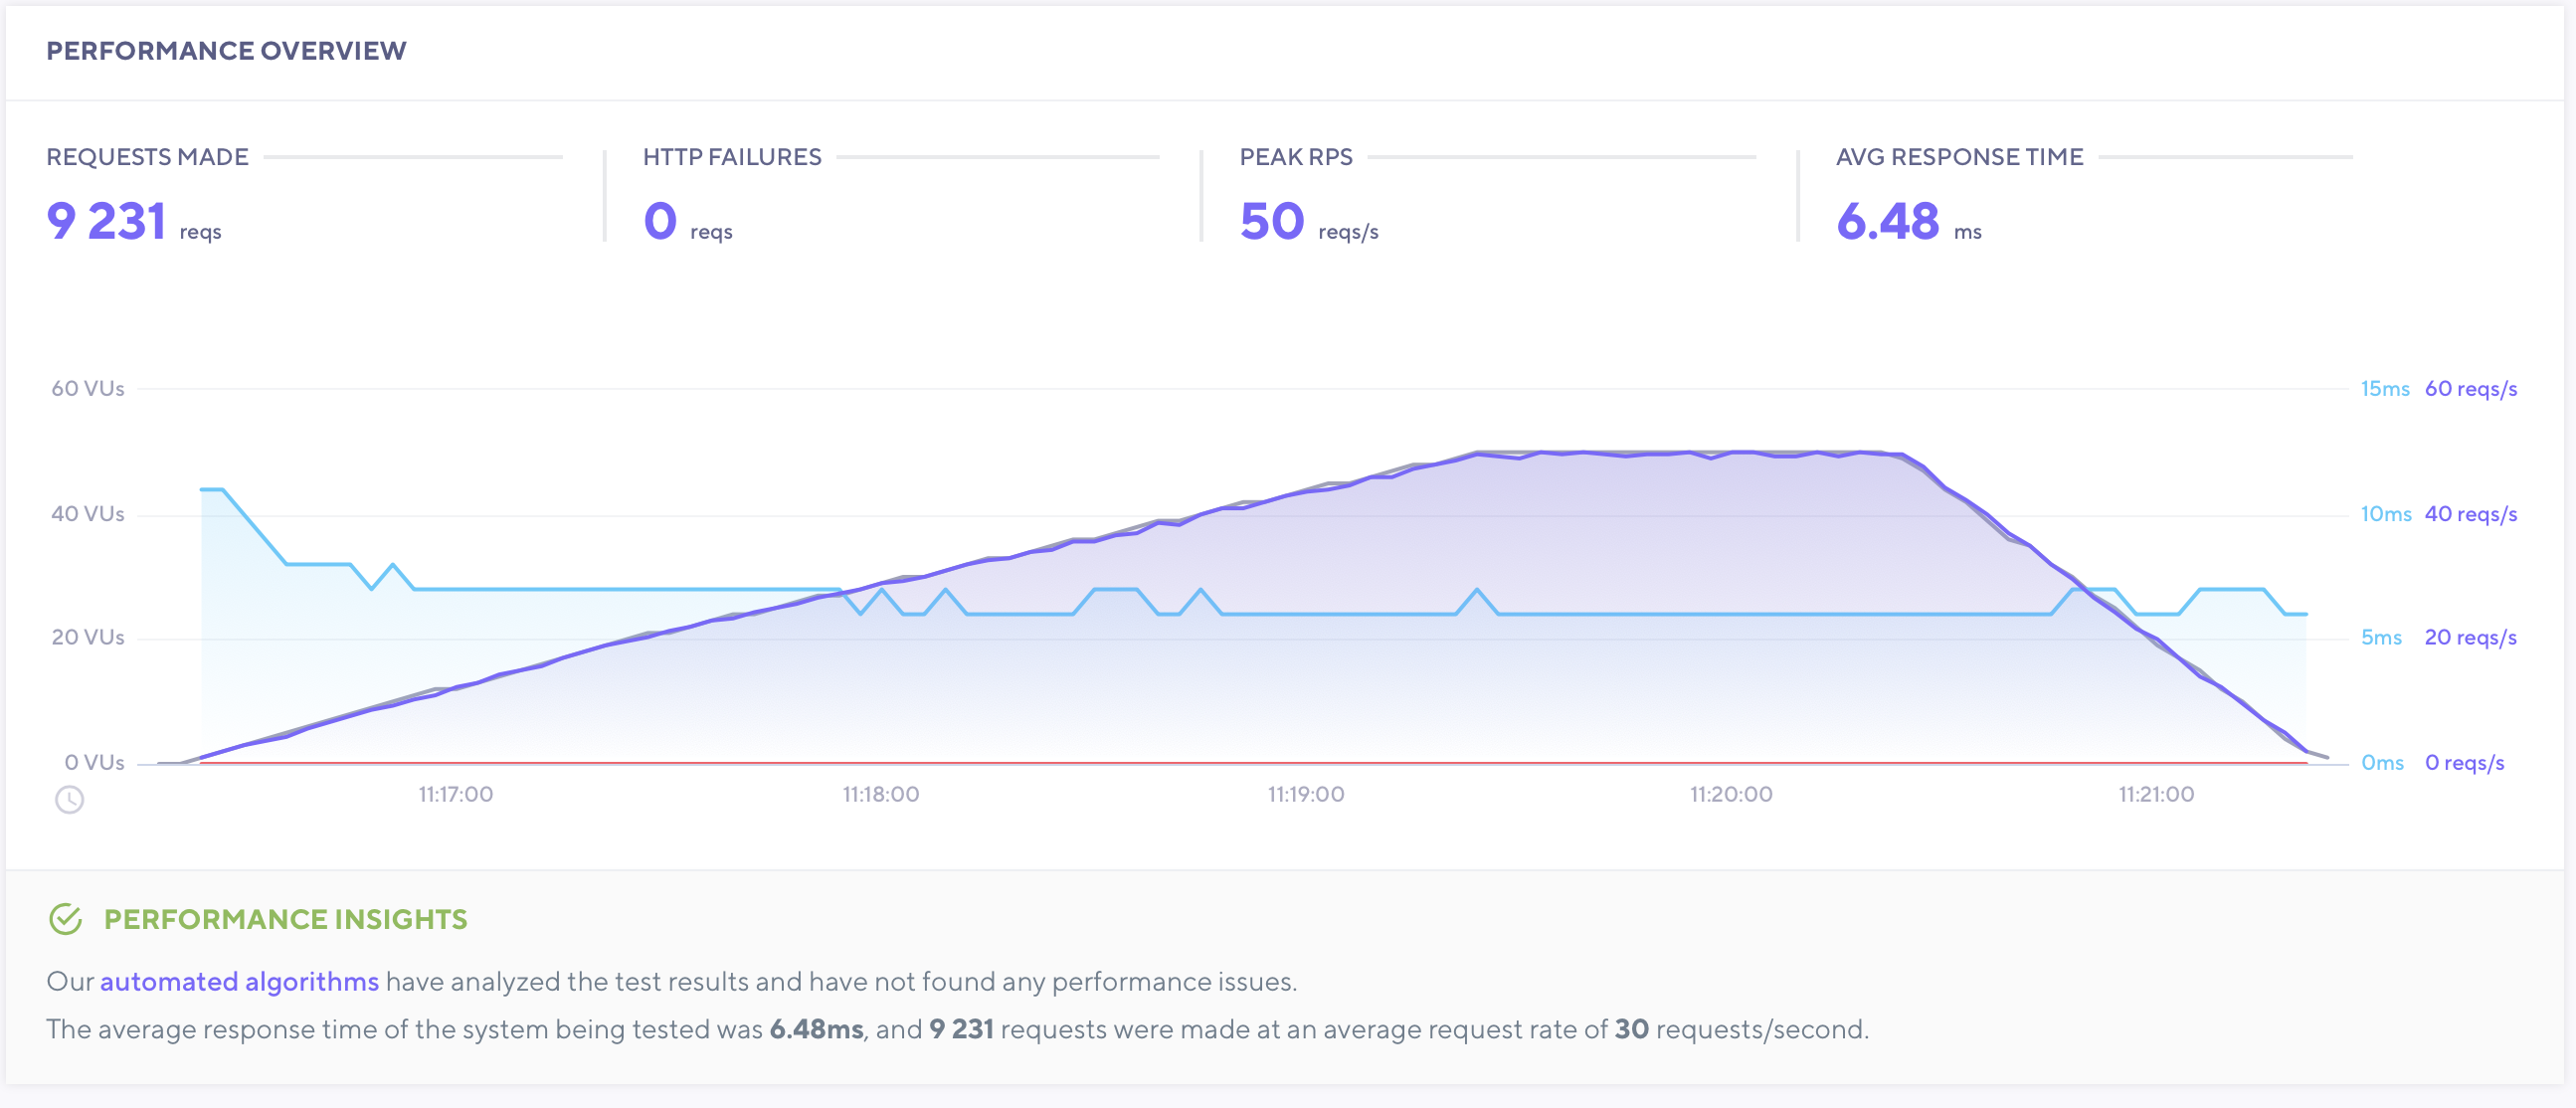 PERFORMANCE OVERVIEW
REQUESTS MADE
9 231 reqs
HTTP FAILURES
0 reqs
PEAK RPS
50 reqs/s
AVG RESPONSE TIME
6.48 ms
60 VUs
15ms 60 reqs/s
40 VUs
10ms 40 reqs/s
20 VUs
5ms 20 reqs/s
0 VUs
0ms 0 reqs/s
11:17:00 11:18:00 11:19:00 11:20:00 11:21:00
PERFORMANCE INSIGHTS
Our automated algorithms have analyzed the test results and have not found any performance issues.
The average response time of the system being tested was 6.48ms, and 9 231 requests were made at an average request rate of 30 requests/second.